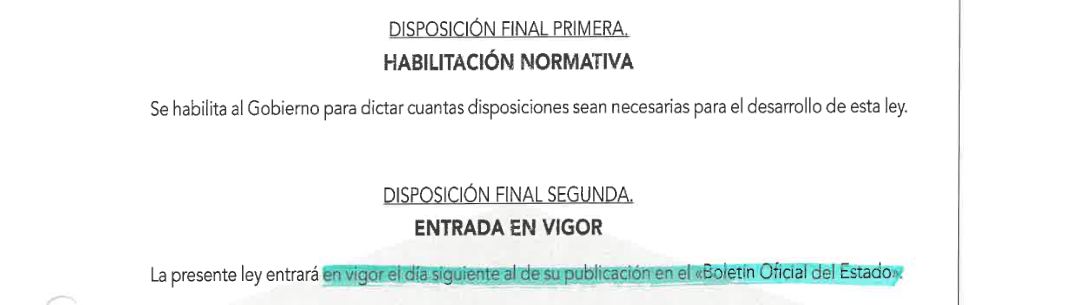 DISPOSICIÓN FINAL PRIMERA.
HABILITACIÓN NORMATIVA
Se habilita al Gobierno para dictar cuantas disposiciones sean necesarias para el desarrollo de esta ley.
DISPOSICIÓN FINAL SEGUNDA.
ENTRADA EN VIGOR
La presente ley entrará en vigor el día siguiente al de su publicación en el «Boletín Oficial del Estado».